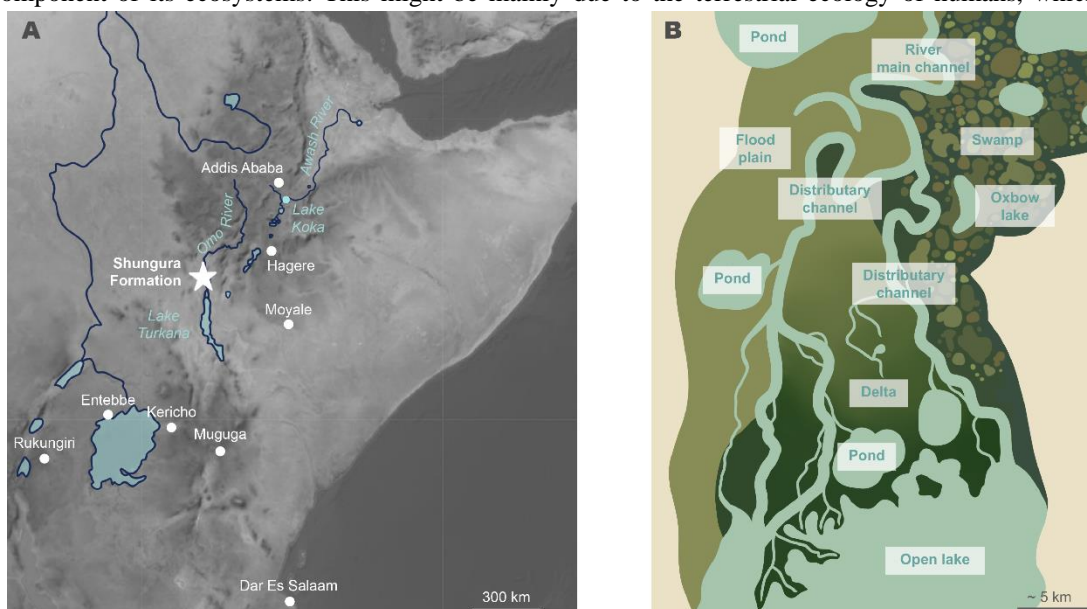 component of its ecosystems. This might be mainly due to the terrestrial ecology of humans, which
A
Addis Ababa
Awash River
Lake
Koka
Omo River
Hagere
Shungura
Formation
Moyale
Lake
Turkana
Entebbe
Kericho
Rukungiri
Muguga
Dar Es Salaam
300 km
B
Pond
River
main channel
Flood
plain
Swamp
Distributary
channel
Oxbow
lake
Pond
Distributary
channel
Delta
Pond
Open lake
~ 5 km